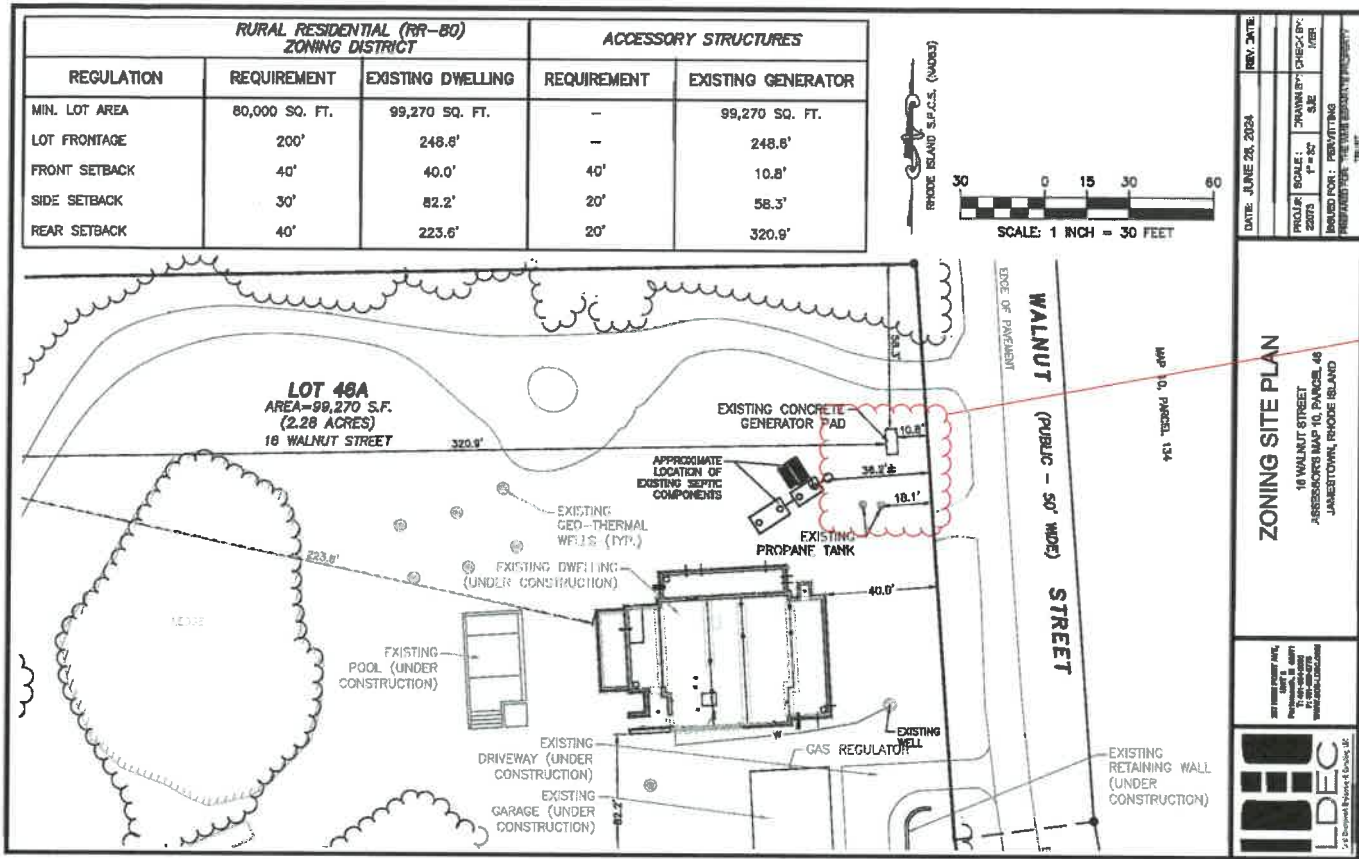 RURAL RESIDENTIAL (RR-80)
ZONING DISTRICT
ACCESSORY STRUCTURES
REGULATION REQUIREMENT EXISTING DWELLING REQUIREMENT EXISTING GENERATOR
MIN. LOT AREA 80,000 SQ. FT. 99,270 SQ. FT. – 99,270 SQ. FT.
LOT FRONTAGE 200' 248.6' – 248.6'
FRONT SETBACK 40' 40.0' 40' 10.8'
SIDE SETBACK 30' 82.2' 20' 58.3'
REAR SETBACK 40' 223.6' 20' 320.9'
RHODE ISLAND S.P.C.S. (NAD83)
30 0 15 30 60
SCALE: 1 INCH = 30 FEET
EDGE OF PAVEMENT
WALNUT (PUBLIC - 50' WIDE) STREET
MAP 10, PARCEL 134
58.3'
LOT 46A
AREA=99,270 S.F.
(2.28 ACRES)
16 WALNUT STREET
320.9'
EXISTING CONCRETE
GENERATOR PAD
10.8'
APPROXIMATE
LOCATION OF
EXISTING SEPTIC
COMPONENTS
36.2'±
18.1'
EXISTING
PROPANE TANK
EXISTING
GEO-THERMAL
WELLS (TYP.)
223.6'
EXISTING DWELLING
(UNDER CONSTRUCTION)
40.0'
LEDGE
EXISTING
POOL (UNDER
CONSTRUCTION)
W
EXISTING
WELL
GAS REGULATOR
EXISTING
DRIVEWAY (UNDER
CONSTRUCTION)
EXISTING
GARAGE (UNDER
CONSTRUCTION)
82.2'
EXISTING
RETAINING WALL
(UNDER
CONSTRUCTION)
DATE: JUNE 26, 2024
REV. DATE:
PROJ.#: 22073
SCALE: 1" = 30'
DRAWN BY: SJE
CHECK BY:
ISSUED FOR: PERMITTING
ZONING SITE PLAN
16 WALNUT STREET
ASSESSOR'S MAP 10, PARCEL 46
JAMESTOWN, RHODE ISLAND
LDEC